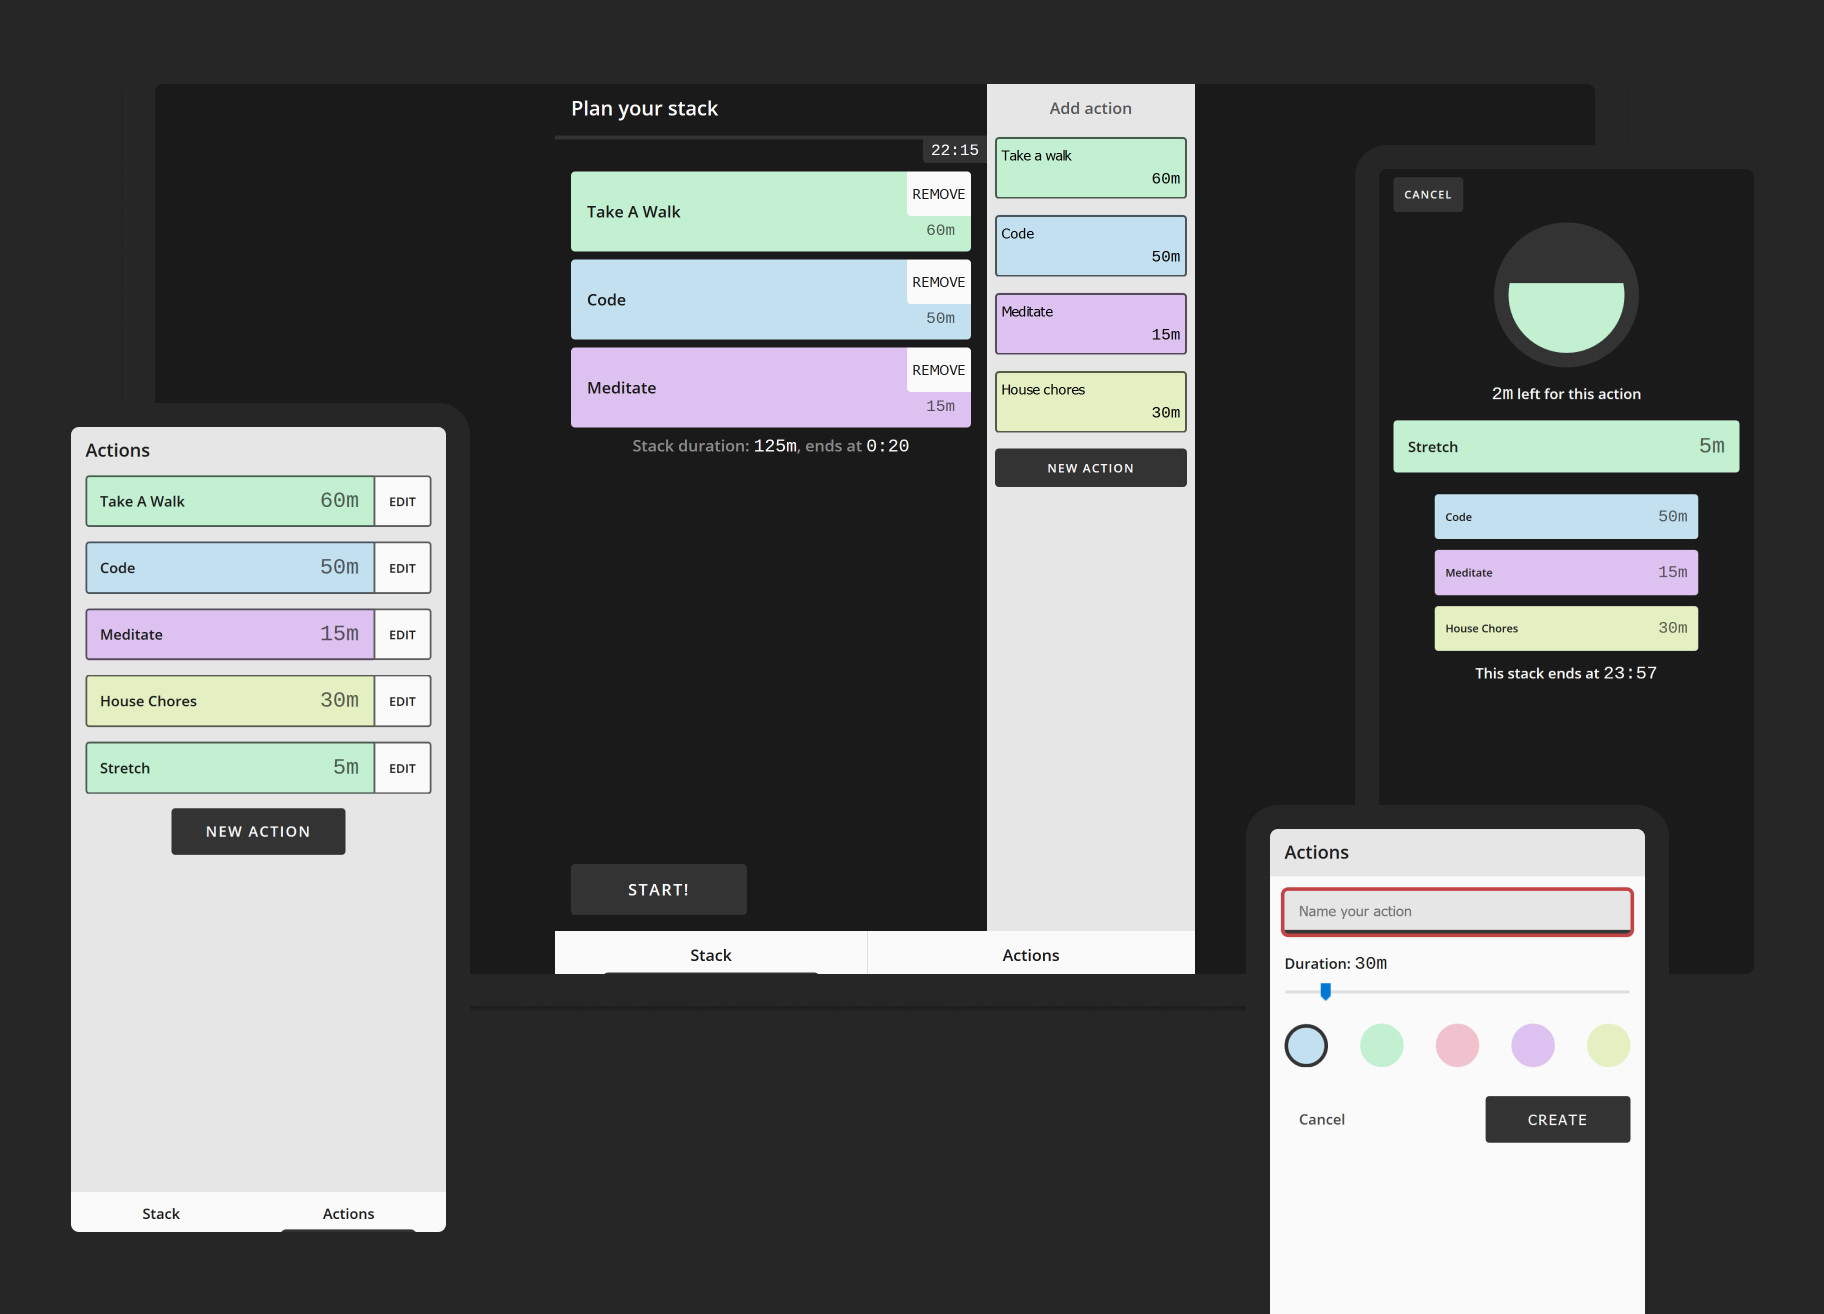 Plan your stack
22:15
Take A Walk
REMOVE
60m
Code
REMOVE
50m
Meditate
REMOVE
15m
Stack duration: 125m, ends at 0:20
START!
Stack
Actions
Add action
Take a walk
60m
Code
50m
Meditate
15m
House chores
30m
NEW ACTION
CANCEL
2m left for this action
Stretch 5m
Code 50m
Meditate 15m
House Chores 30m
This stack ends at 23:57
Actions
Take A Walk 60m EDIT
Code 50m EDIT
Meditate 15m EDIT
House Chores 30m EDIT
Stretch 5m EDIT
NEW ACTION
Stack Actions
Actions
Name your action
Duration: 30m
Cancel CREATE